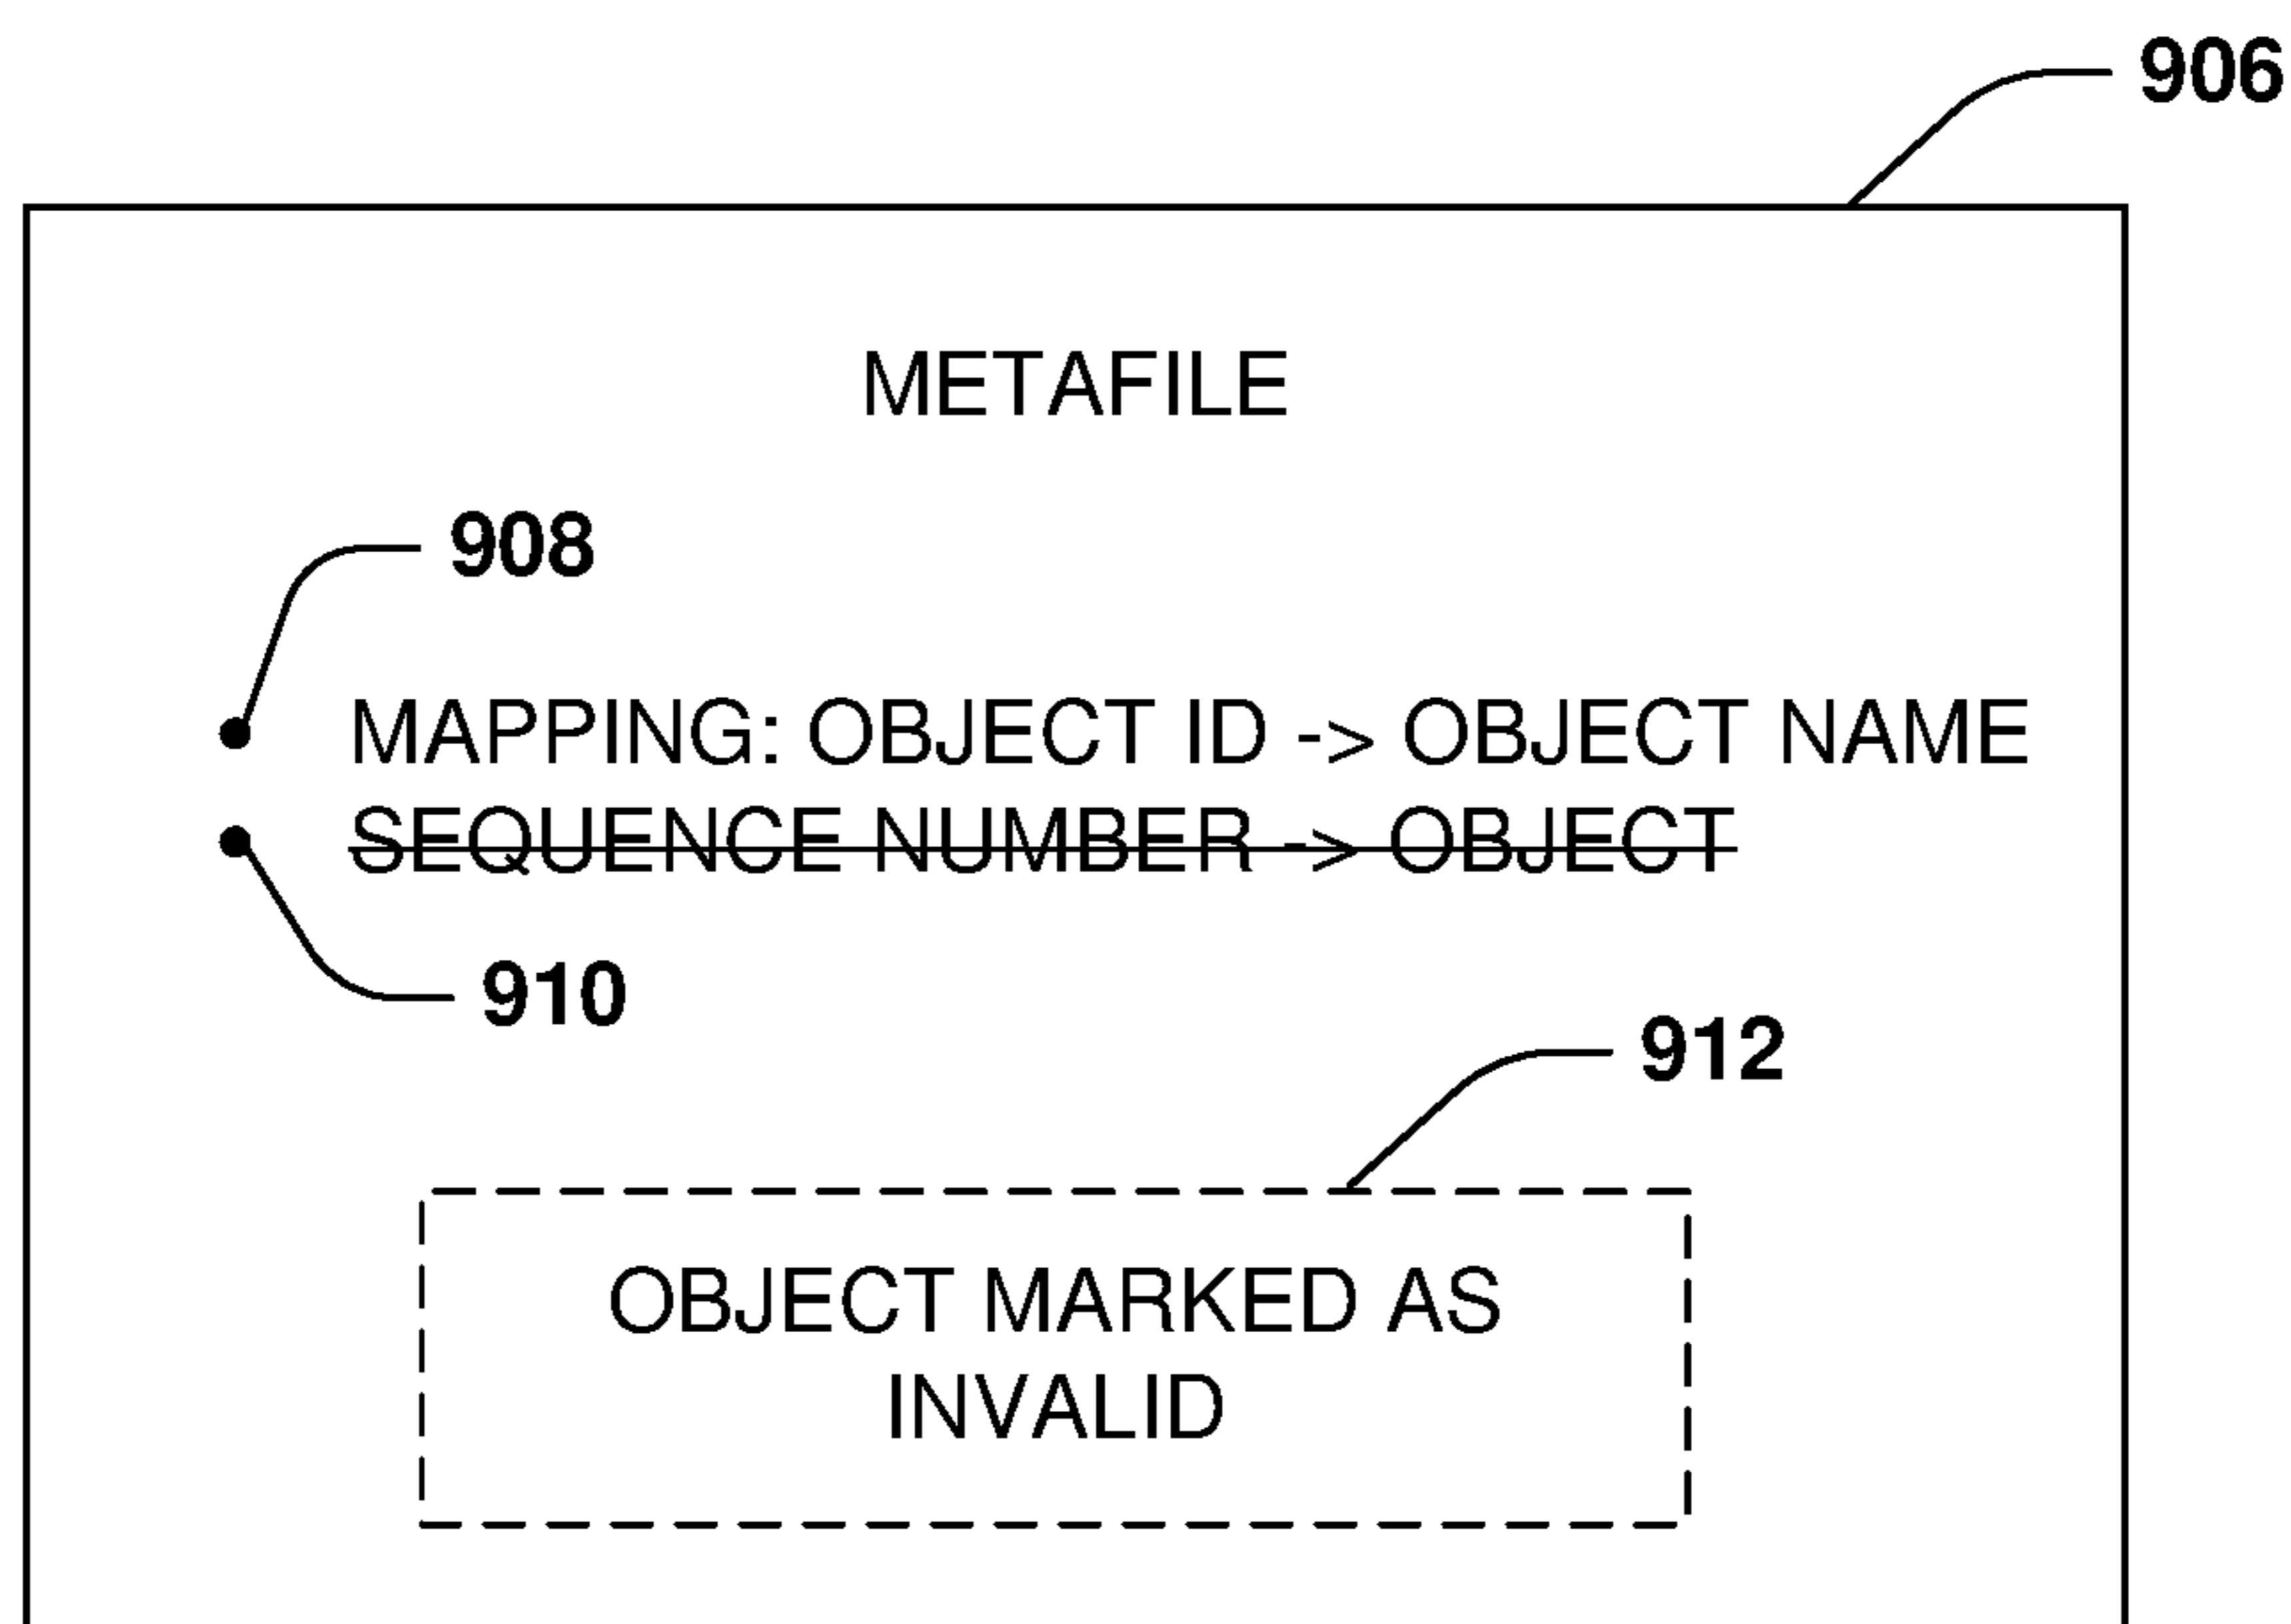 906
METAFILE
908
MAPPING: OBJECT ID -> OBJECT NAME
SEQUENCE NUMBER -> OBJECT
910
912
OBJECT MARKED AS
INVALID